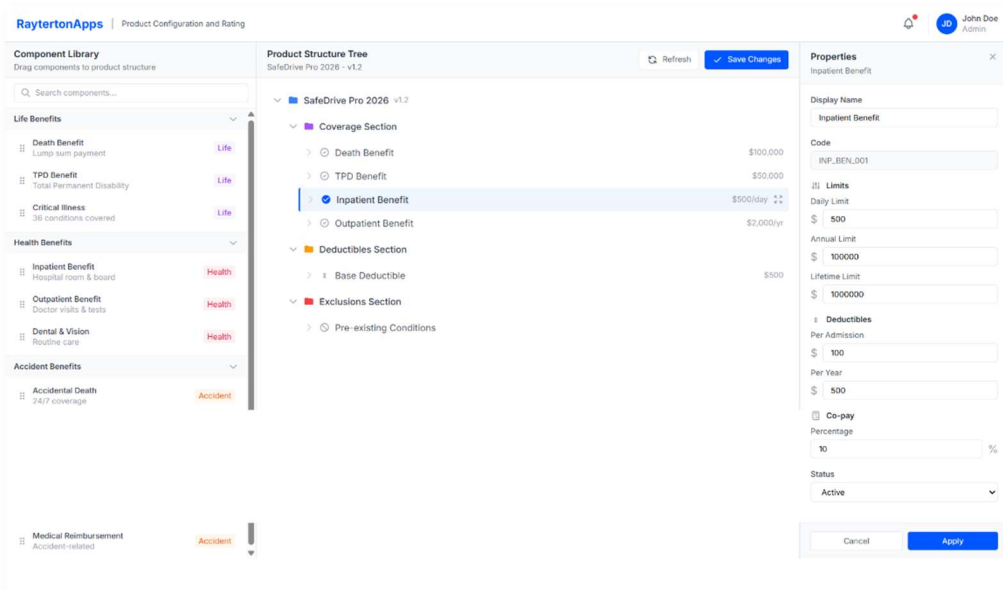 RaytertonApps | Product Configuration and Rating
JD
John Doe
Admin
Component Library
Drag components to product structure
Search components...
Life Benefits
Death Benefit
Lump sum payment
Life
TPD Benefit
Total Permanent Disability
Life
Critical Illness
36 conditions covered
Life
Health Benefits
Inpatient Benefit
Hospital room & board
Health
Outpatient Benefit
Doctor visits & tests
Health
Dental & Vision
Routine care
Health
Accident Benefits
Accidental Death
24/7 coverage
Accident
Medical Reimbursement
Accident-related
Accident
Product Structure Tree
SafeDrive Pro 2026 - v1.2
Refresh
Save Changes
SafeDrive Pro 2026 v1.2
Coverage Section
Death Benefit $100,000
TPD Benefit $50,000
Inpatient Benefit $500/day
Outpatient Benefit $2,000/yr
Deductibles Section
Base Deductible $500
Exclusions Section
Pre-existing Conditions
Properties
Inpatient Benefit
Display Name
Inpatient Benefit
Code
INP_BEN_001
Limits
Daily Limit
$ 500
Annual Limit
$ 100000
Lifetime Limit
$ 1000000
Deductibles
Per Admission
$ 100
Per Year
$ 500
Co-pay
Percentage
10 %
Status
Active
Cancel
Apply